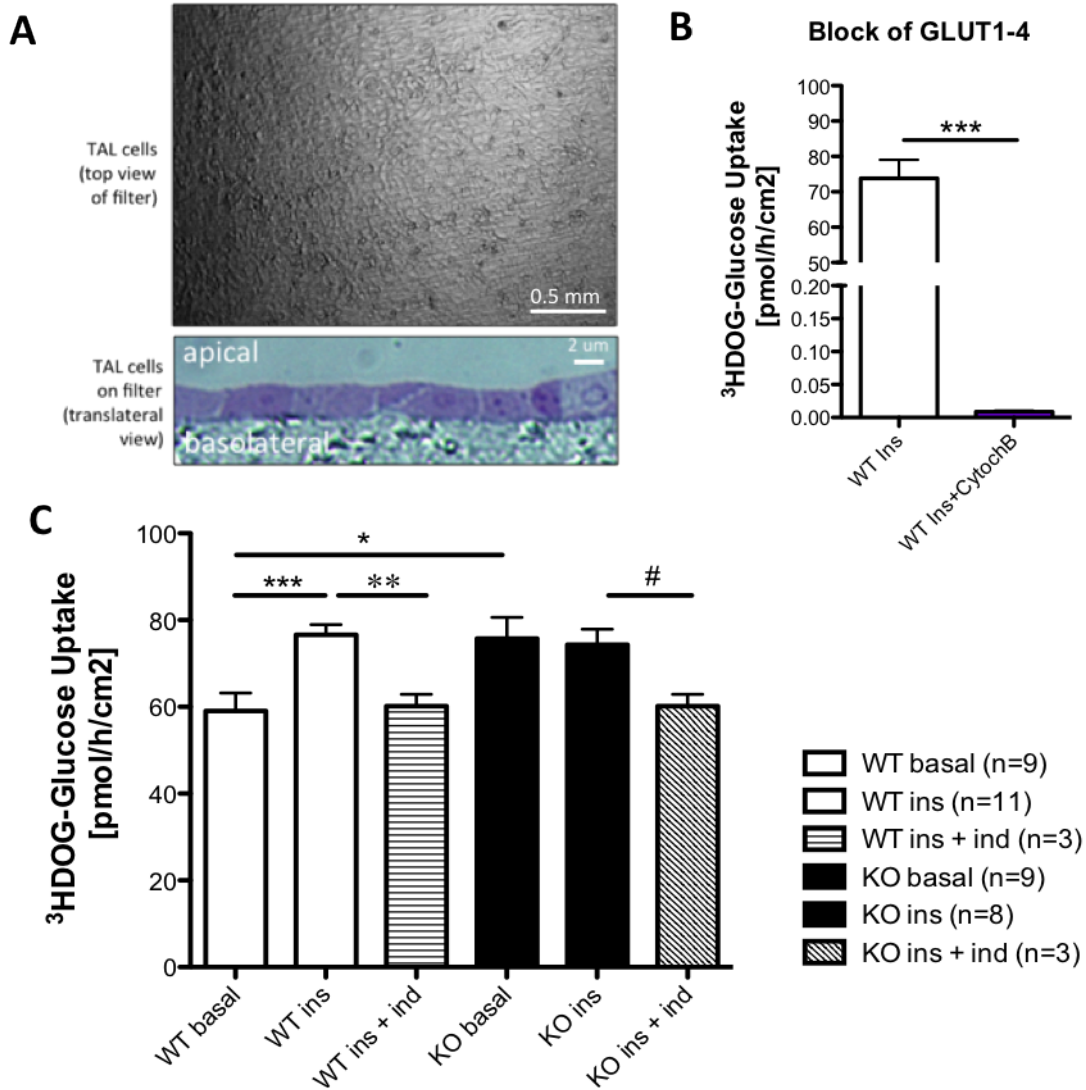 A
TAL cells
(top view
of filter)
0.5 mm
TAL cells
on filter
(translateral
view)
apical
2 um
basolateral
B
Block of GLUT1-4
³HDOG-Glucose Uptake
[pmol/h/cm2]
100
90
80
70
60
50
0.20
0.15
0.10
0.05
0.00
***
WT Ins
WT Ins+CytochB
C
³HDOG-Glucose Uptake
[pmol/h/cm2]
100
80
60
40
20
0
*
***
**
#
WT basal
WT ins
WT ins + ind
KO basal
KO ins
KO ins + ind
WT basal (n=9)
WT ins (n=11)
WT ins + ind (n=3)
KO basal (n=9)
KO ins (n=8)
KO ins + ind (n=3)